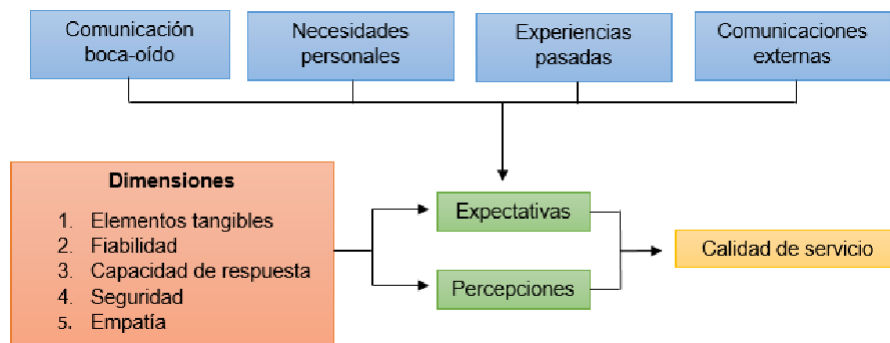 Comunicación
boca-oído
Necesidades
personales
Experiencias
pasadas
Comunicaciones
externas
Dimensiones
1. Elementos tangibles
2. Fiabilidad
3. Capacidad de respuesta
4. Seguridad
5. Empatía
Expectativas
Percepciones
Calidad de servicio